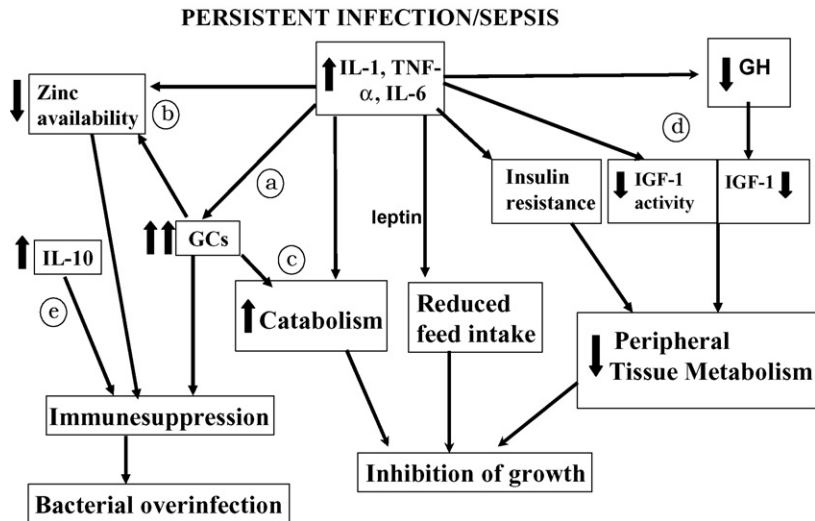 PERSISTENT INFECTION/SEPSIS
IL-1, TNF-
α, IL-6
GH
Zinc
availability
b
d
a
Insulin
resistance
IGF-1
activity
IGF-1
leptin
GCs
IL-10
c
e
Catabolism
Reduced
feed intake
Peripheral
Tissue Metabolism
Immunesuppression
Inhibition of growth
Bacterial overinfection